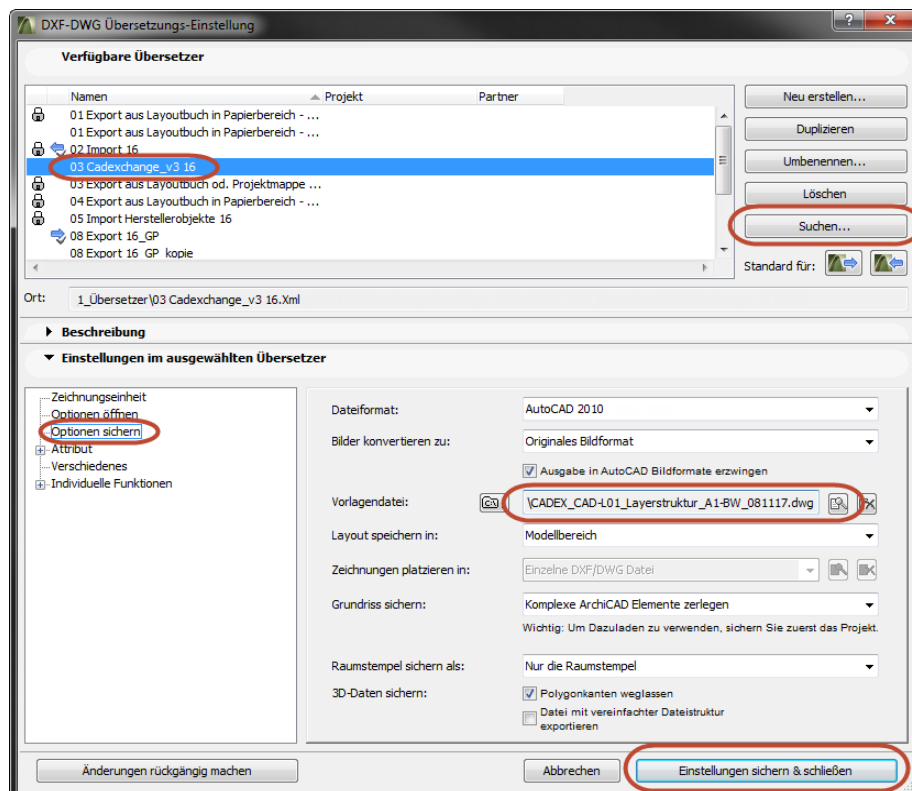 DXF-DWG Übersetzungs-Einstellung
Verfügbare Übersetzer
Namen Projekt Partner
01 Export aus Layoutbuch in Papierbereich - ...
01 Export aus Layoutbuch in Papierbereich - ...
02 Import 16
03 Cadexchange_v3 16
03 Export aus Layoutbuch od. Projektmappe ...
04 Export aus Layoutbuch in Papierbereich - ...
05 Import Herstellerobjekte 16
08 Export 16_GP
08 Export 16_GP_kopie
Neu erstellen...
Duplizieren
Umbenennen...
Löschen
Suchen...
Standard für:
Ort: 1_Übersetzer\03 Cadexchange_v3 16.Xml
Beschreibung
Einstellungen im ausgewählten Übersetzer
Zeichnungseinheit
Optionen öffnen
Optionen sichern
Attribut
Verschiedenes
Individuelle Funktionen
Dateiformat: AutoCAD 2010
Bilder konvertieren zu: Originales Bildformat
Ausgabe in AutoCAD Bildformate erzwingen
Vorlagendatei: \CADEX_CAD-L01_Layerstruktur_A1-BW_081117.dwg
Layout speichern in: Modellbereich
Zeichnungen platzieren in: Einzelne DXF/DWG Datei
Grundriss sichern: Komplexe ArchiCAD Elemente zerlegen
Wichtig: Um Dazuladen zu verwenden, sichern Sie zuerst das Projekt.
Raumstempel sichern als: Nur die Raumstempel
3D-Daten sichern: Polygonkanten weglassen
Datei mit vereinfachter Dateistruktur
exportieren
Änderungen rückgängig machen Abbrechen Einstellungen sichern & schließen